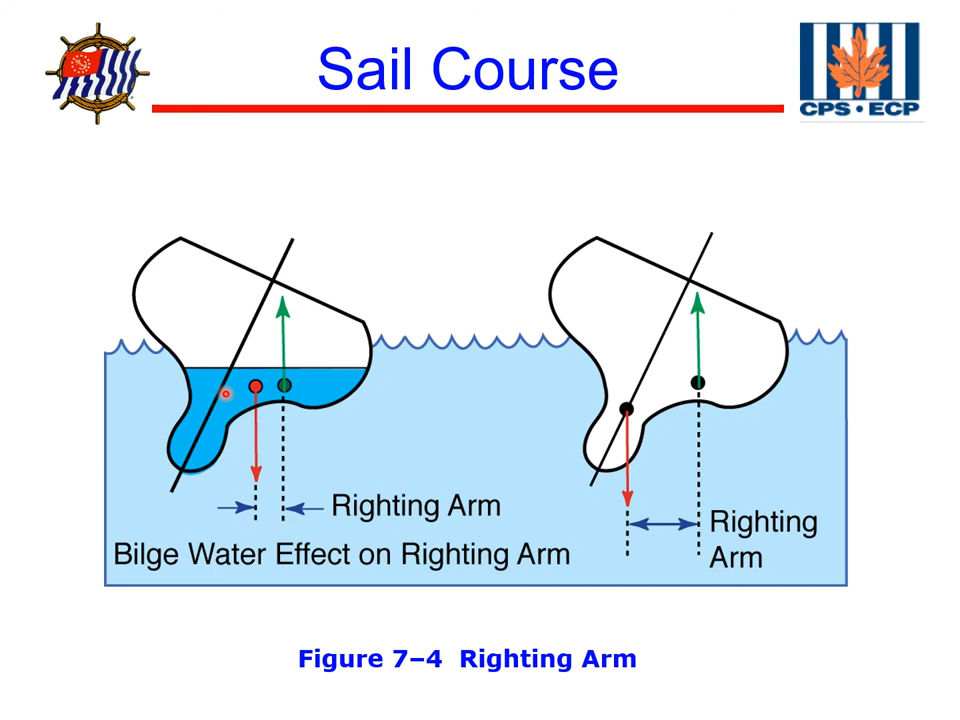 Sail Course
CPS • ECP
Righting Arm
Righting
Arm
Bilge Water Effect on Righting Arm
Figure 7–4 Righting Arm